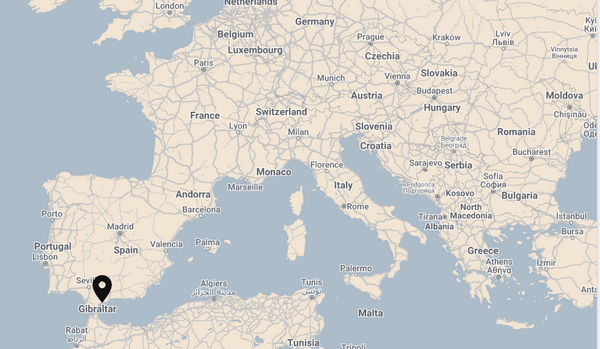 Netherlands
London
Germany
Belgium
Prague
Kraków
Lviv
Львів
Luxembourg
Czechia
Vinnytsia
Вінниця
Paris
Munich
Vienna
Slovakia
Austria
Budapest
Hungary
Moldova
Chișinău
France
Lyon
Switzerland
Milan
Slovenia
Croatia
Belgrade
Београд
Romania
Bucharest
Monaco
Marseille
Florence
Sarajevo
Serbia
Andorra
Italy
Podgorica
Подгорица
Kosovo
Sofia
София
Bulgaria
Barcelona
Rome
Tirana
North
Macedonia
Albania
İstanbul
Bursa
Porto
Madrid
Portugal
Spain
Valencia
Palma
Lisbon
Greece
Athens
Αθήνα
İzmir
Palermo
Sevil
Gibraltar
Algiers
مدينة الجزائر
Tunis
تونس
Malta
Rabat
الرباط
Tunisia
Tripoli